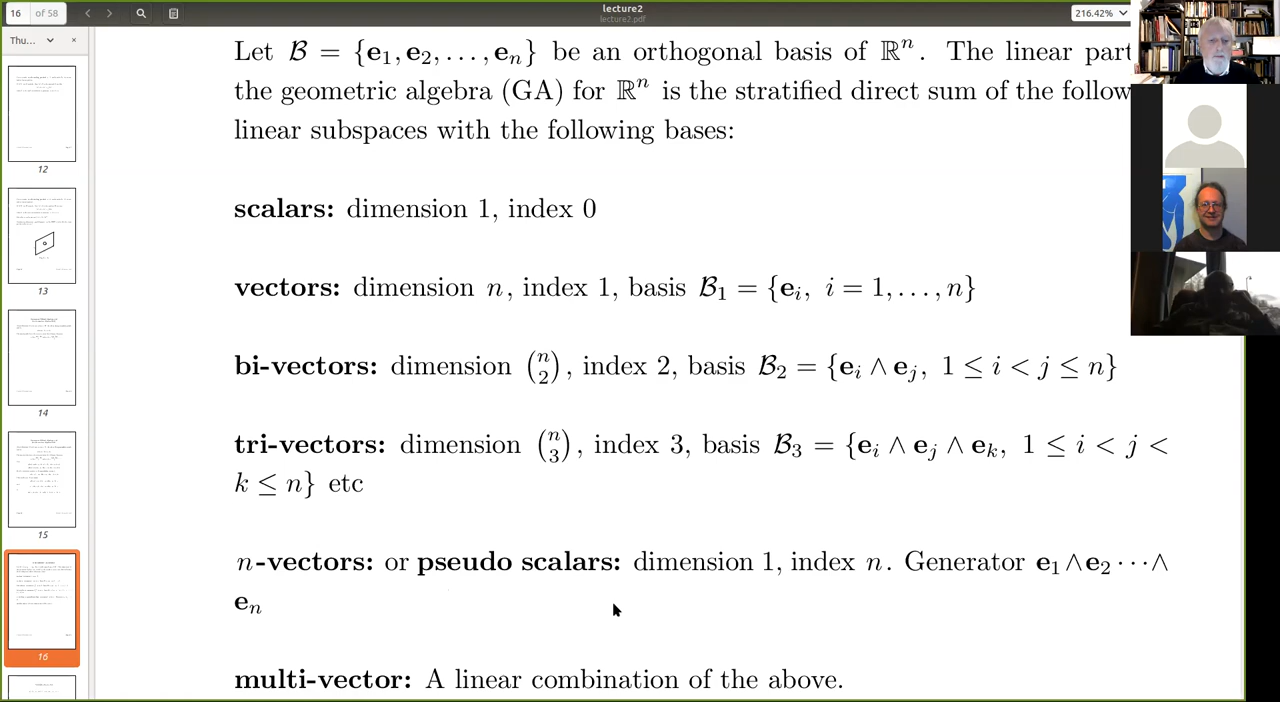 lecture2
lecture2.pdf
16 of 58
216.42%
Thu...
12
13
14
15
16
Let ℬ = {e₁, e₂, . . . , eₙ} be an orthogonal basis of ℝⁿ. The linear part
the geometric algebra (GA) for ℝⁿ is the stratified direct sum of the follow
linear subspaces with the following bases:
scalars: dimension 1, index 0
vectors: dimension n, index 1, basis ℬ₁ = {eᵢ, i = 1, . . . , n}
bi-vectors: dimension (n 2), index 2, basis ℬ₂ = {eᵢ ∧ eⱼ, 1 ≤ i < j ≤ n}
tri-vectors: dimension (n 3), index 3, basis ℬ₃ = {eᵢ ∧ eⱼ ∧ eₖ, 1 ≤ i < j <
k ≤ n} etc
n-vectors: or pseudo scalars: dimension 1, index n. Generator e₁∧e₂ ⋯∧
eₙ
multi-vector: A linear combination of the above.